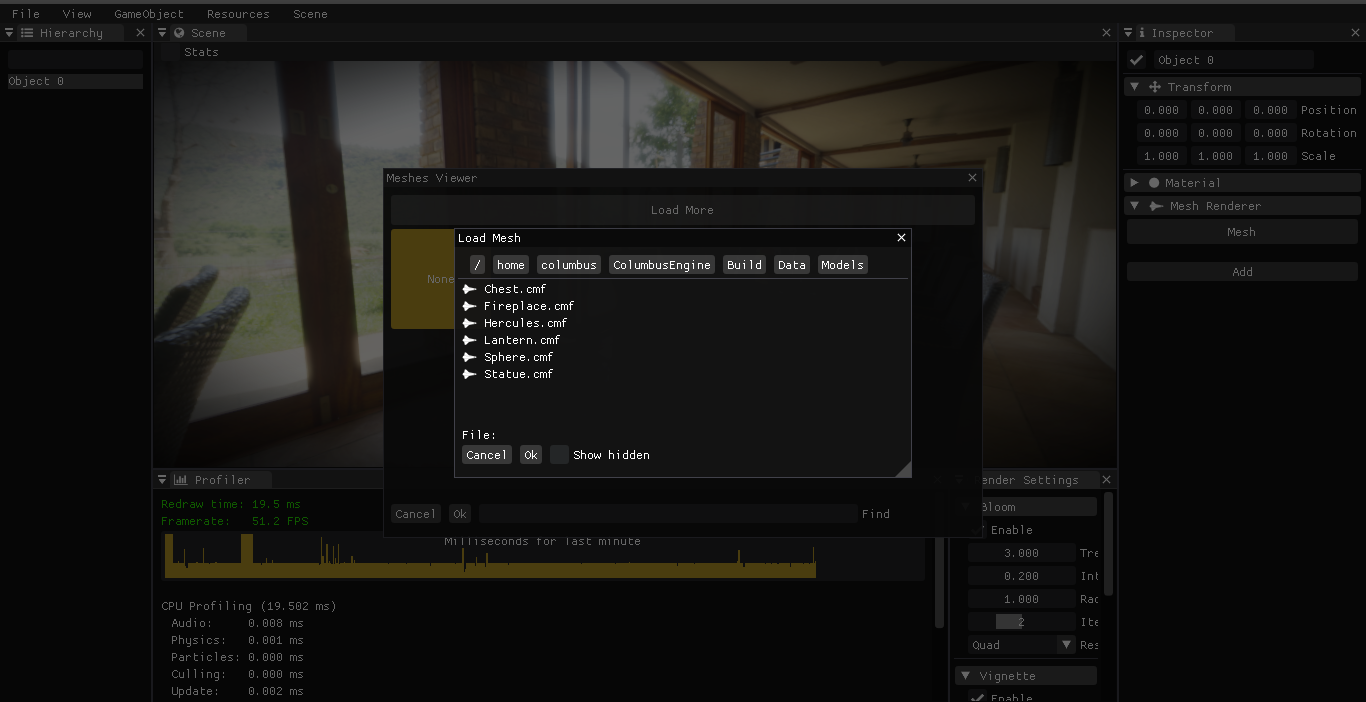 File View GameObject Resources Scene
Hierarchy
Object 0
Scene
Stats
Meshes Viewer
Load More
None
Load Mesh
/ home columbus ColumbusEngine Build Data Models
Chest.cmf
Fireplace.cmf
Hercules.cmf
Lantern.cmf
Sphere.cmf
Statue.cmf
File:
Cancel Ok Show hidden
Cancel Ok Find
Profiler
Redraw time: 19.5 ms
Framerate: 51.2 FPS
Milliseconds for last minute
CPU Profiling (19.502 ms)
Audio: 0.008 ms
Physics: 0.001 ms
Particles: 0.000 ms
Culling: 0.000 ms
Update: 0.002 ms
ender Settings
Bloom
Enable
3.000 Tre
0.200 Int
1.000 Rad
2 Ite
Quad Res
Vignette
Enable
Inspector
Object 0
Transform
0.000 0.000 0.000 Position
0.000 0.000 0.000 Rotation
1.000 1.000 1.000 Scale
Material
Mesh Renderer
Mesh
Add